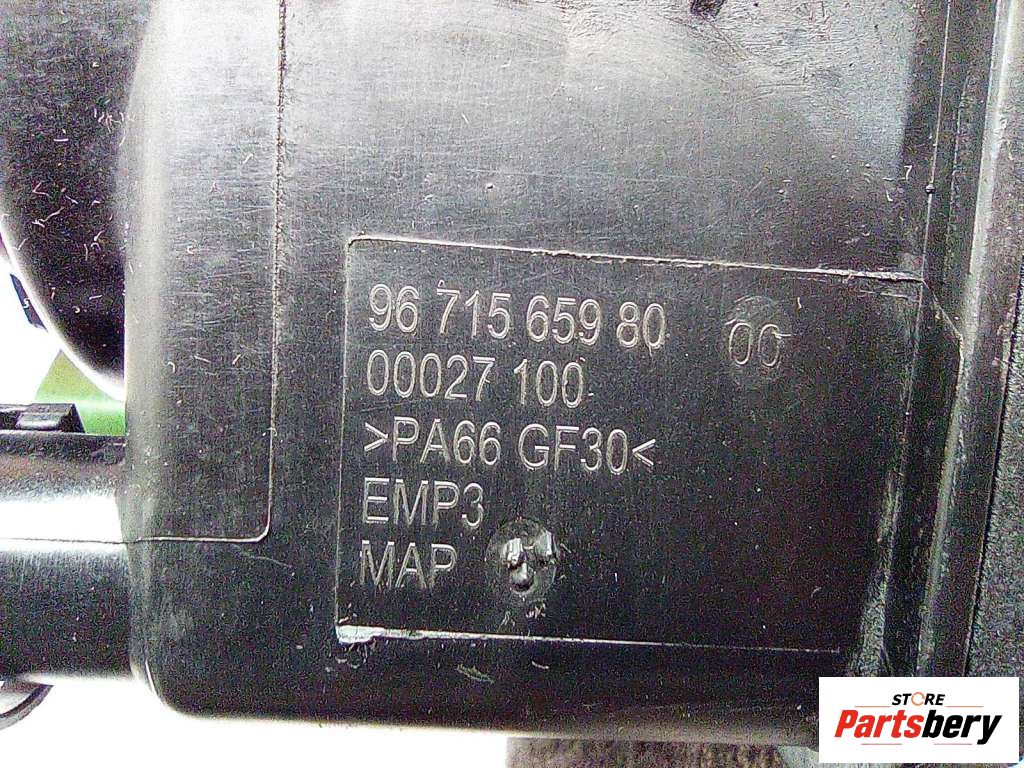 96 715 659 80 00
00027 100
>PA66 GF30<
EMP3
MAP
STORE
Partsbery